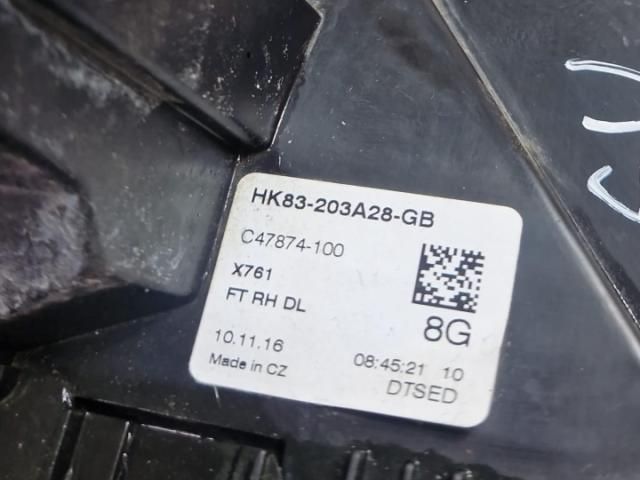 HK83-203A28-GB
C47874-100
X761
FT RH DL
8G
10.11.16
08:45:21 10
Made in CZ
DTSED